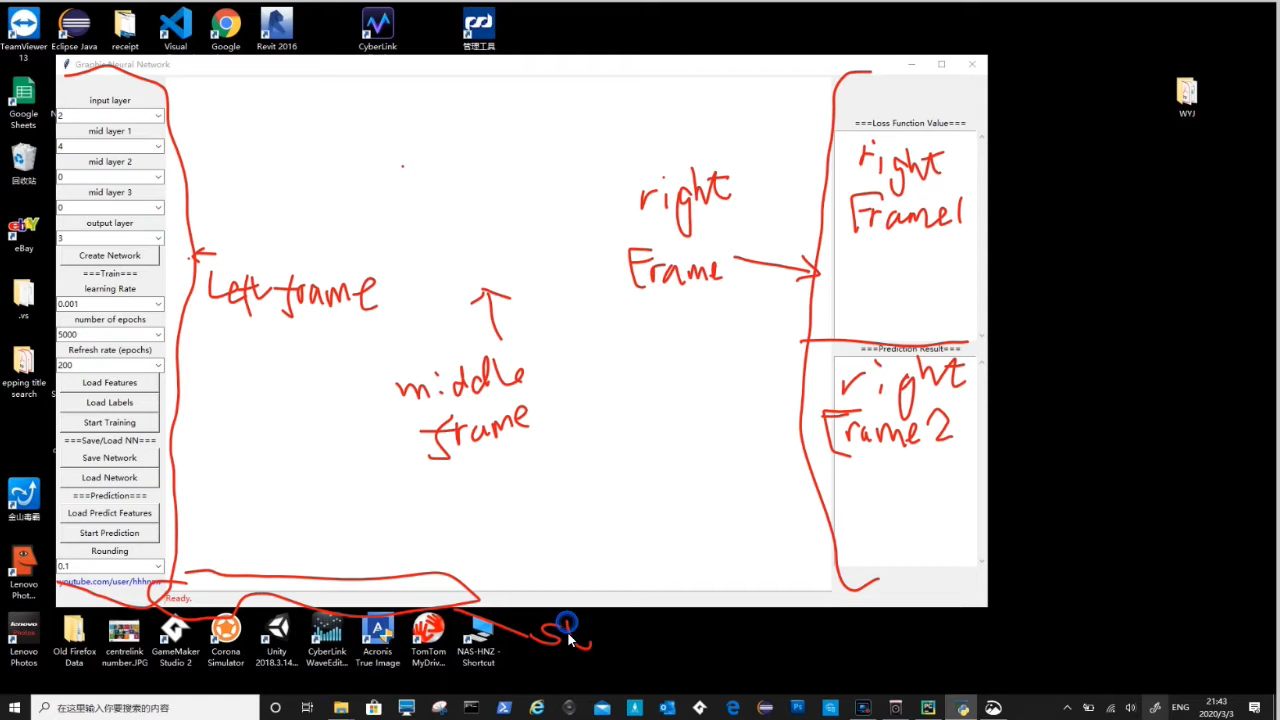 TeamViewer
13
Eclipse Java
receipt
Visual
Google
Revit 2016
CyberLink
管理工具
Google
Sheets
回收站
eBay
.vs
epping title
search
金山毒霸
Lenovo
Phot...
WYJ
Graphic Neural Network
input layer
2
mid layer 1
4
mid layer 2
0
mid layer 3
0
output layer
3
Create Network
===Train===
learning Rate
0.001
number of epochs
5000
Refresh rate (epochs)
200
Load Features
Load Labels
Start Training
===Save/Load NN===
Save Network
Load Network
===Prediction===
Load Predict Features
Start Prediction
Rounding
0.1
Ready.
Left frame
middle
frame
right
Frame
===Loss Function Value===
right
Frame1
===Prediction Result===
right
Frame2
Lenovo
Photos
Old Firefox
Data
GameMaker
Studio 2
centrelink
number.JPG
Corona
Simulator
Unity
2018.3.14...
CyberLink
WaveEdit...
Acronis
True Image
TomTom
MyDriv...
NAS-HNZ -
Shortcut
在这里输入你要搜索的内容
21:43
2020/3/3